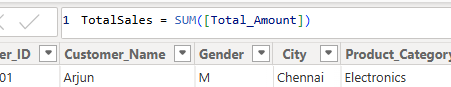 1 TotalSales = SUM([Total_Amount])
er_ID Customer_Name Gender City Product_Category
01 Arjun M Chennai Electronics